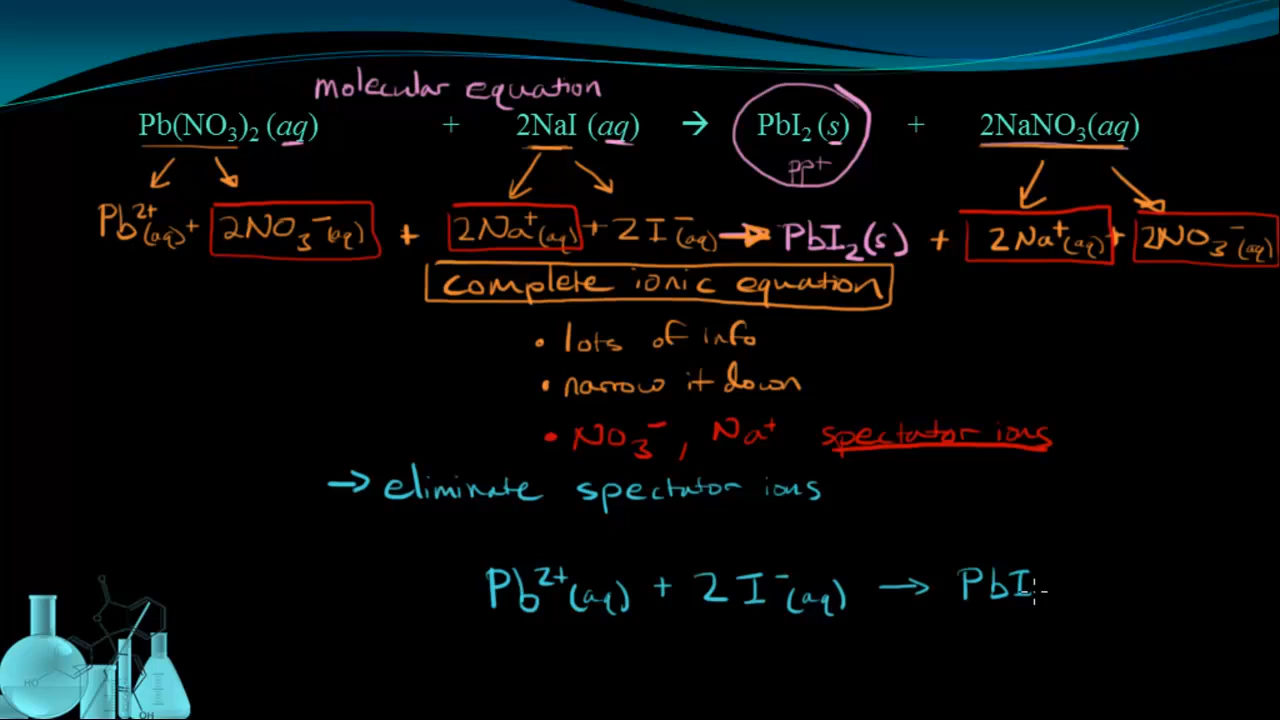 molecular equation
Pb(NO₃)₂ (aq) + 2NaI (aq) → PbI₂ (s) + 2NaNO₃(aq)
ppt
Pb²⁺(aq) + 2NO₃⁻(aq) + 2Na⁺(aq) + 2I⁻(aq) → PbI₂(s) + 2Na⁺(aq) + 2NO₃⁻(aq)
complete ionic equation
• lots of info
• narrow it down
• NO₃⁻, Na⁺ spectator ions
→ eliminate spectator ions
Pb²⁺(aq) + 2I⁻(aq) → PbI
HO
O
OH